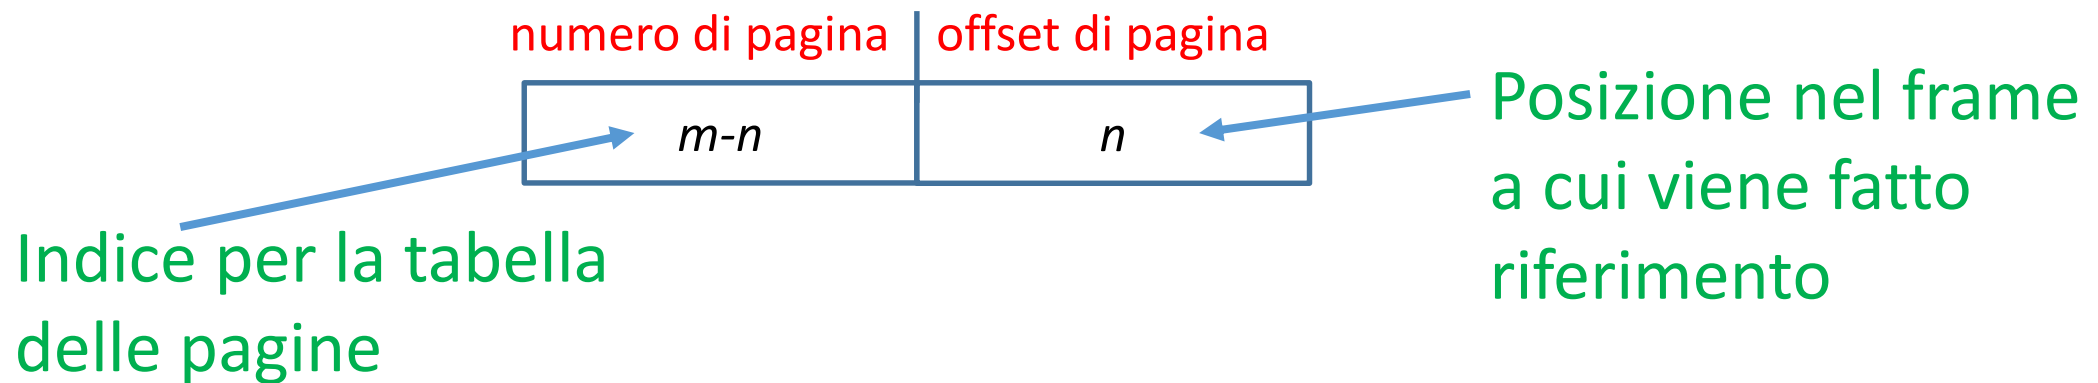 numero di pagina offset di pagina
m-n n
Posizione nel frame
a cui viene fatto
riferimento
Indice per la tabella
delle pagine